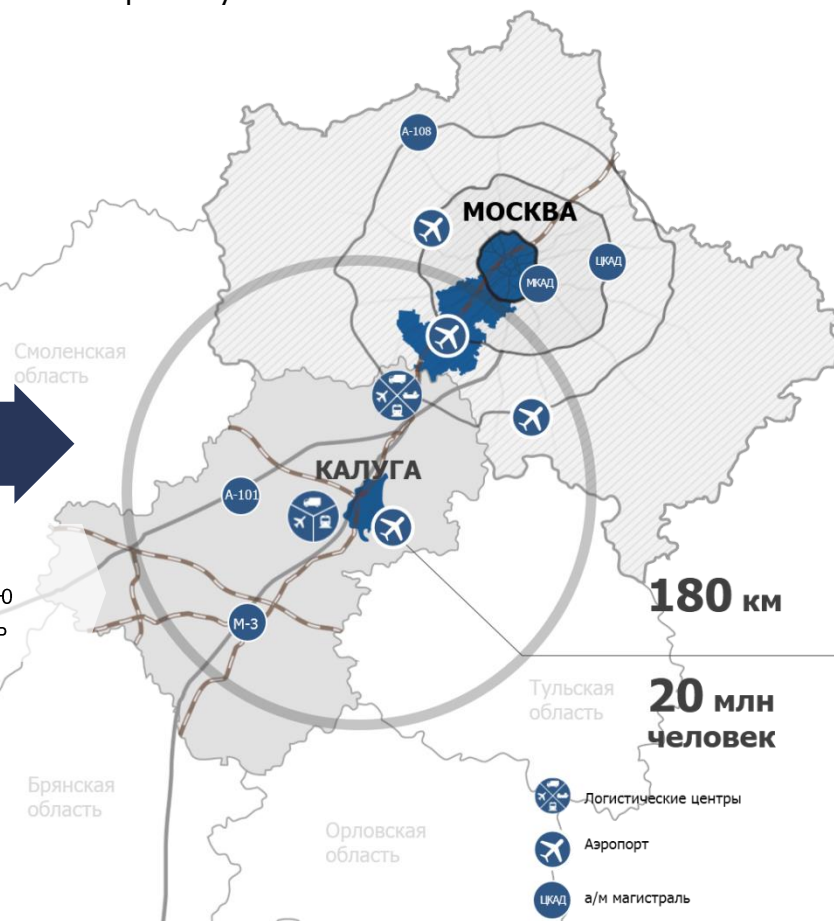 А-108
МОСКВА
ЦКАД
МКАД
Смоленская
область
КАЛУГА
А-101
180 км
М-3
20 млн
человек
Тульская
область
Брянская
область
Логистические центры
Орловская
область
Аэропорт
ЦКАД
а/м магистраль